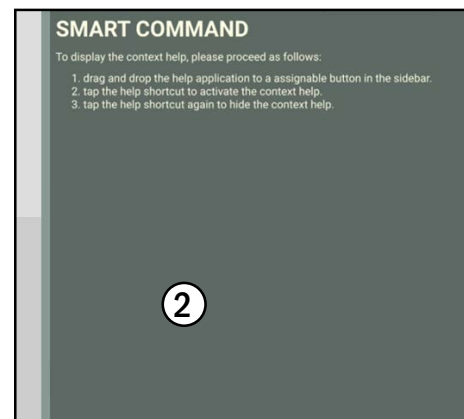 SMART COMMAND
To display the context help, please proceed as follows:
1. drag and drop the help application to a assignable button in the sidebar.
2. tap the help shortcut to activate the context help.
3. tap the help shortcut again to hide the context help.
2